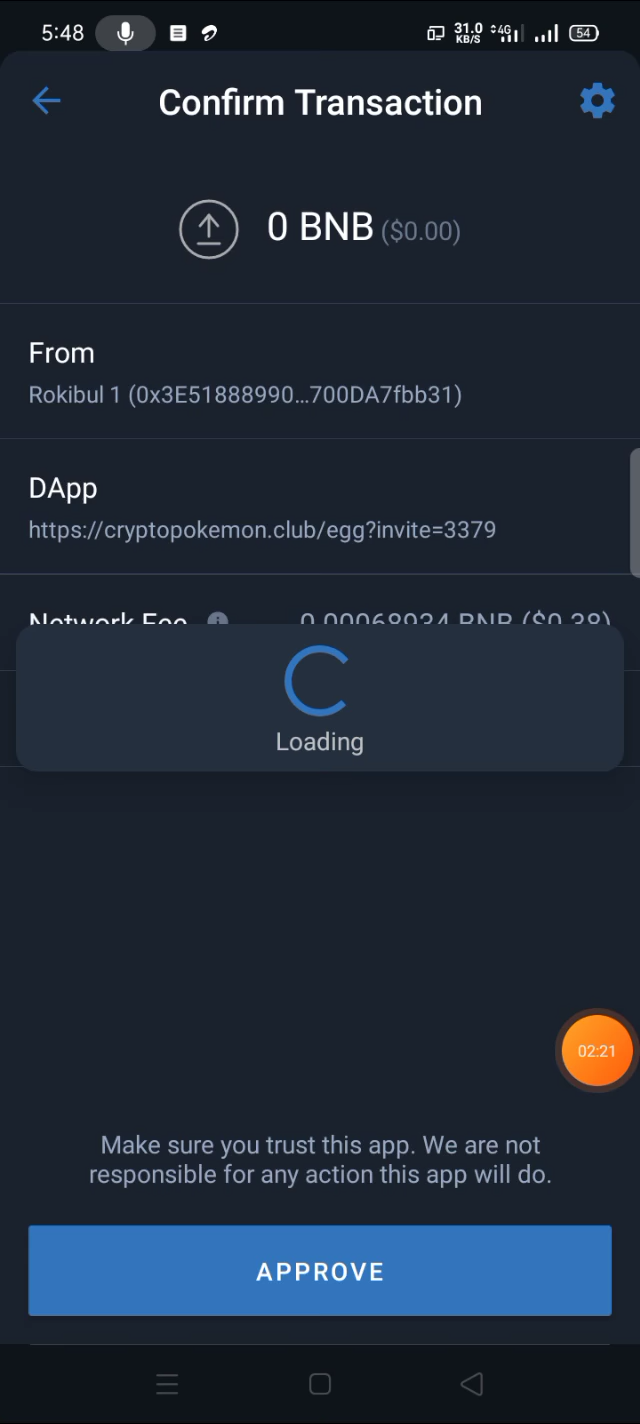 5:48 31.0 KB/S 4G 54
Confirm Transaction
0 BNB ($0.00)
From
Rokibul 1 (0x3E51888990...700DA7fbb31)
DApp
https://cryptopokemon.club/egg?invite=3379
Network Fee 0.00068934 BNB ($0.38)
Loading
02:21
Make sure you trust this app. We are not
responsible for any action this app will do.
APPROVE